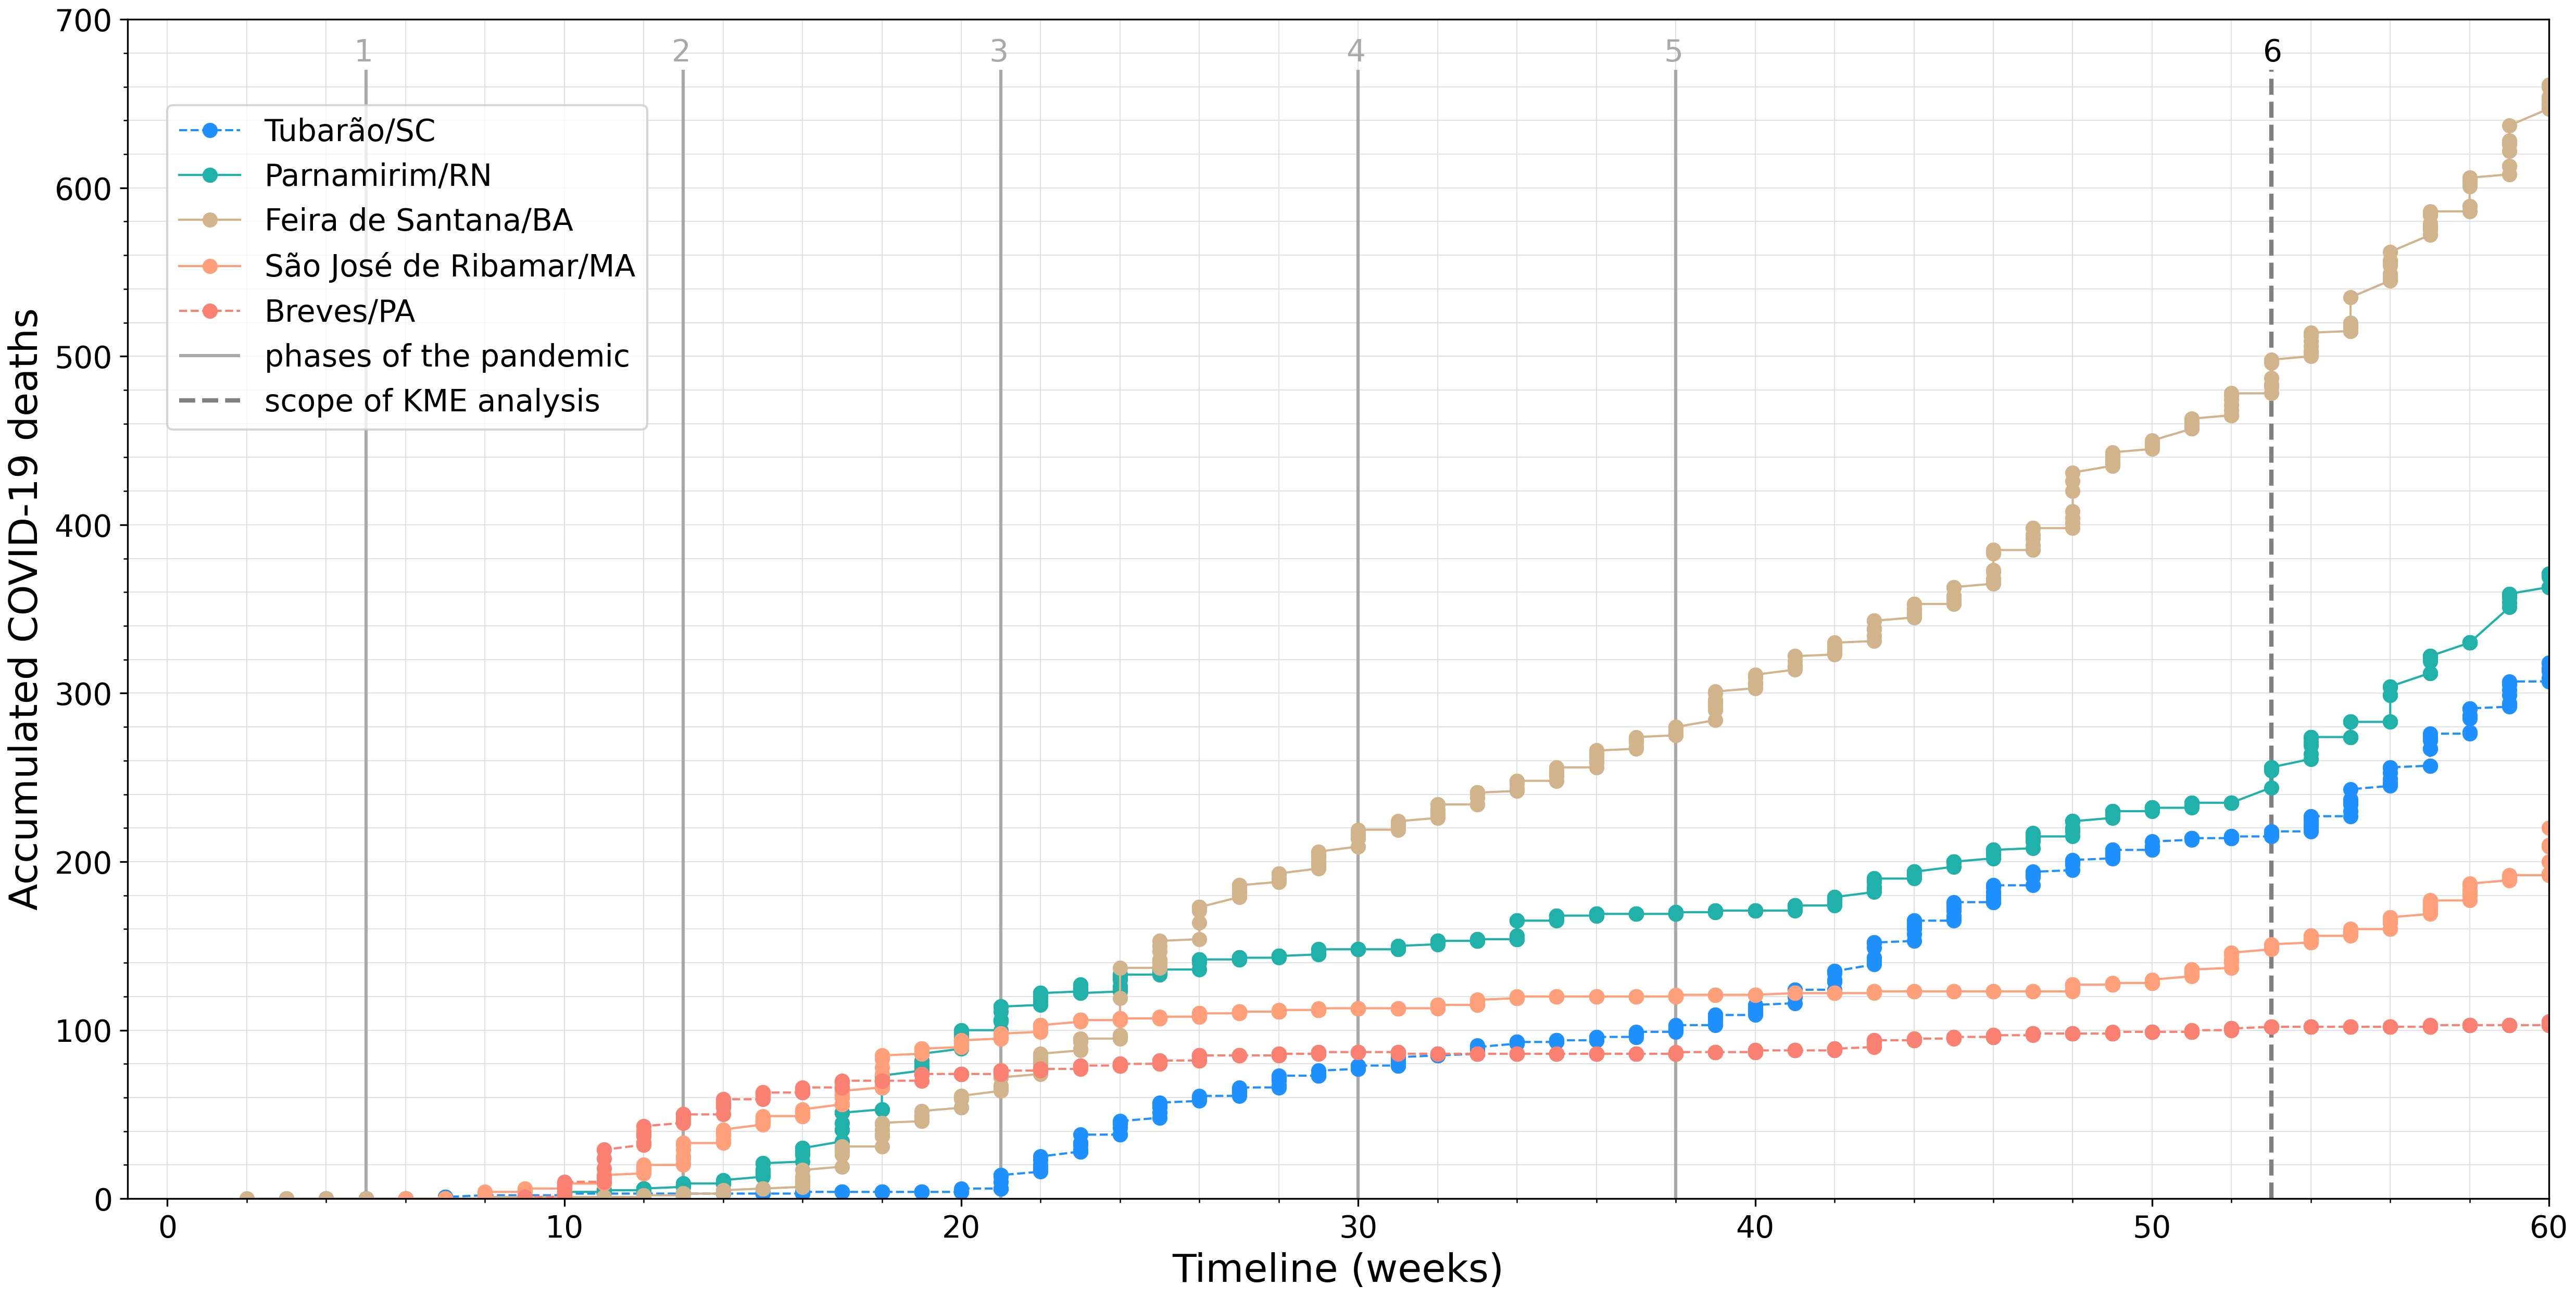 700
1 2 3 4 5 6
Tubarão/SC
Parnamirim/RN
Feira de Santana/BA
São José de Ribamar/MA
Breves/PA
phases of the pandemic
scope of KME analysis
600
500
400
300
200
100
0
Accumulated COVID-19 deaths
0 10 20 30 40 50 60
Timeline (weeks)